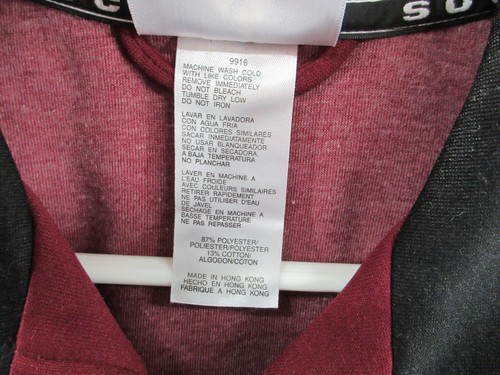 C
SO
9916
MACHINE WASH COLD
WITH LIKE COLORS
REMOVE IMMEDIATELY
DO NOT BLEACH
TUMBLE DRY LOW
DO NOT IRON
LAVAR EN LAVADORA
CON AGUA FRIA
CON COLORES SIMILARES
SACAR INMEDIATAMENTE
NO USAR BLANQUEADOR
SECAR EN SECADORA
A BAJA TEMPERATURA
NO PLANCHAR
LAVER EN MACHINE A
L'EAU FROIDE
AVEC COULEURS SIMILAIRES
RETIRER RAPIDEMENT
NE PAS UTILISER D'EAU
DE JAVEL
SECHAGE EN MACHINE A
BASSE TEMPERATURE
NE PAS REPASSER
87% POLYESTER/
POLIESTER/POLYESTER
13% COTTON/
ALGODON/COTON
MADE IN HONG KONG
HECHO EN HONG KONG
FABRIQUE A HONG KONG